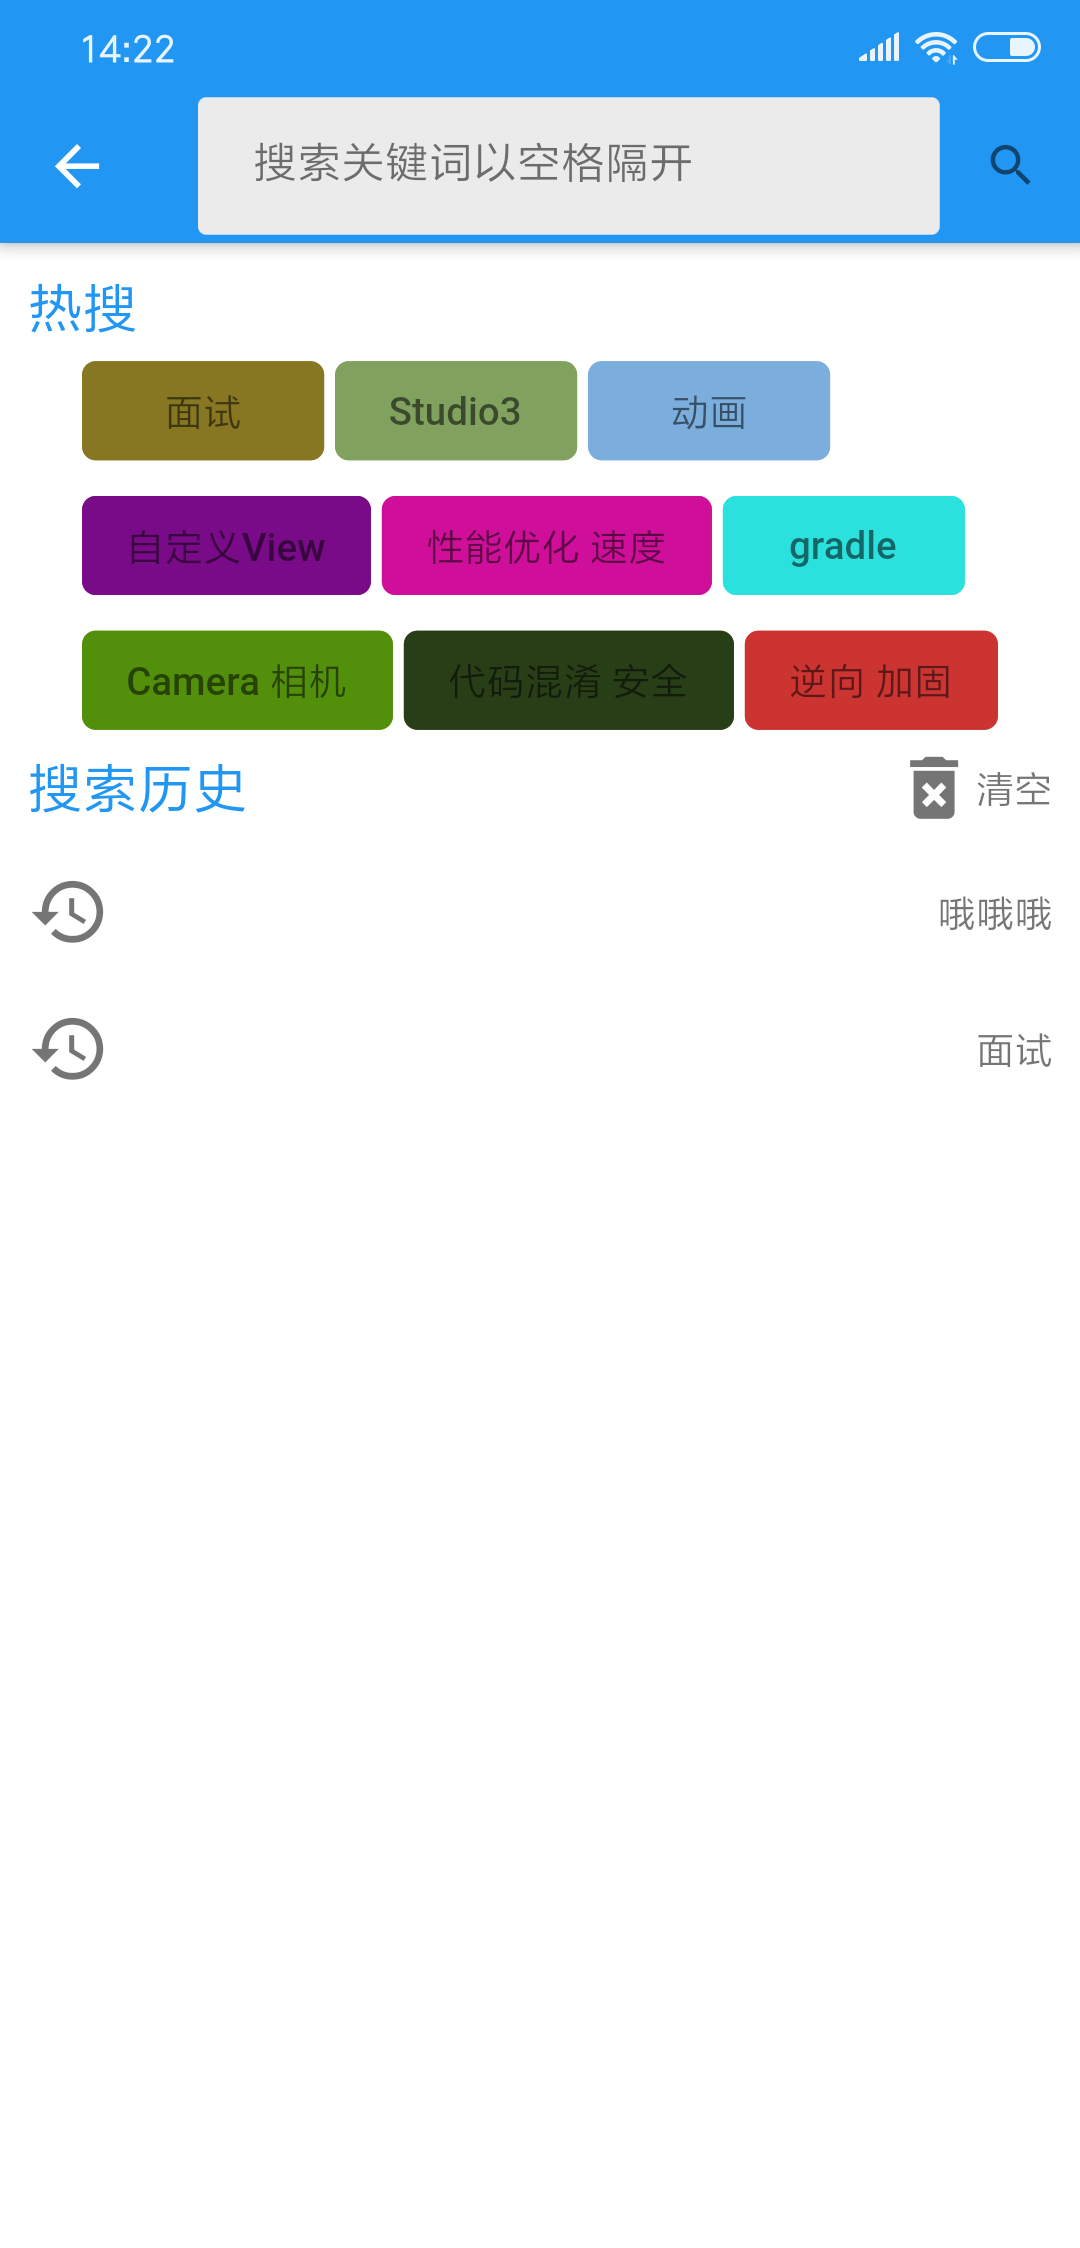 14:22
搜索关键词以空格隔开
热搜
面试 Studio3 动画
自定义View 性能优化 速度 gradle
Camera 相机 代码混淆 安全 逆向 加固
搜索历史 清空
哦哦哦
面试